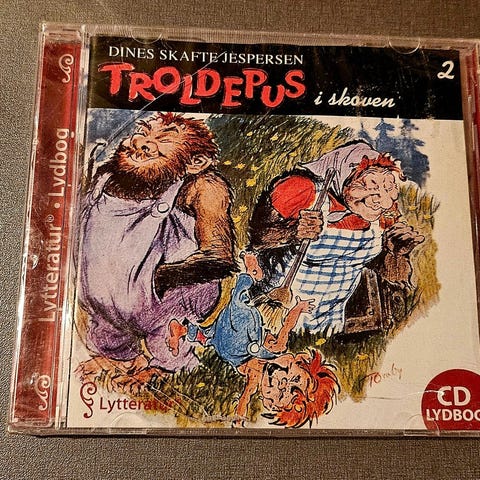 DINES SKAFTE JESPERSEN
TROLDEPUS i skoven
2
Lytteratur® · Lydbog
Lytteratur
CD
LYDBOG